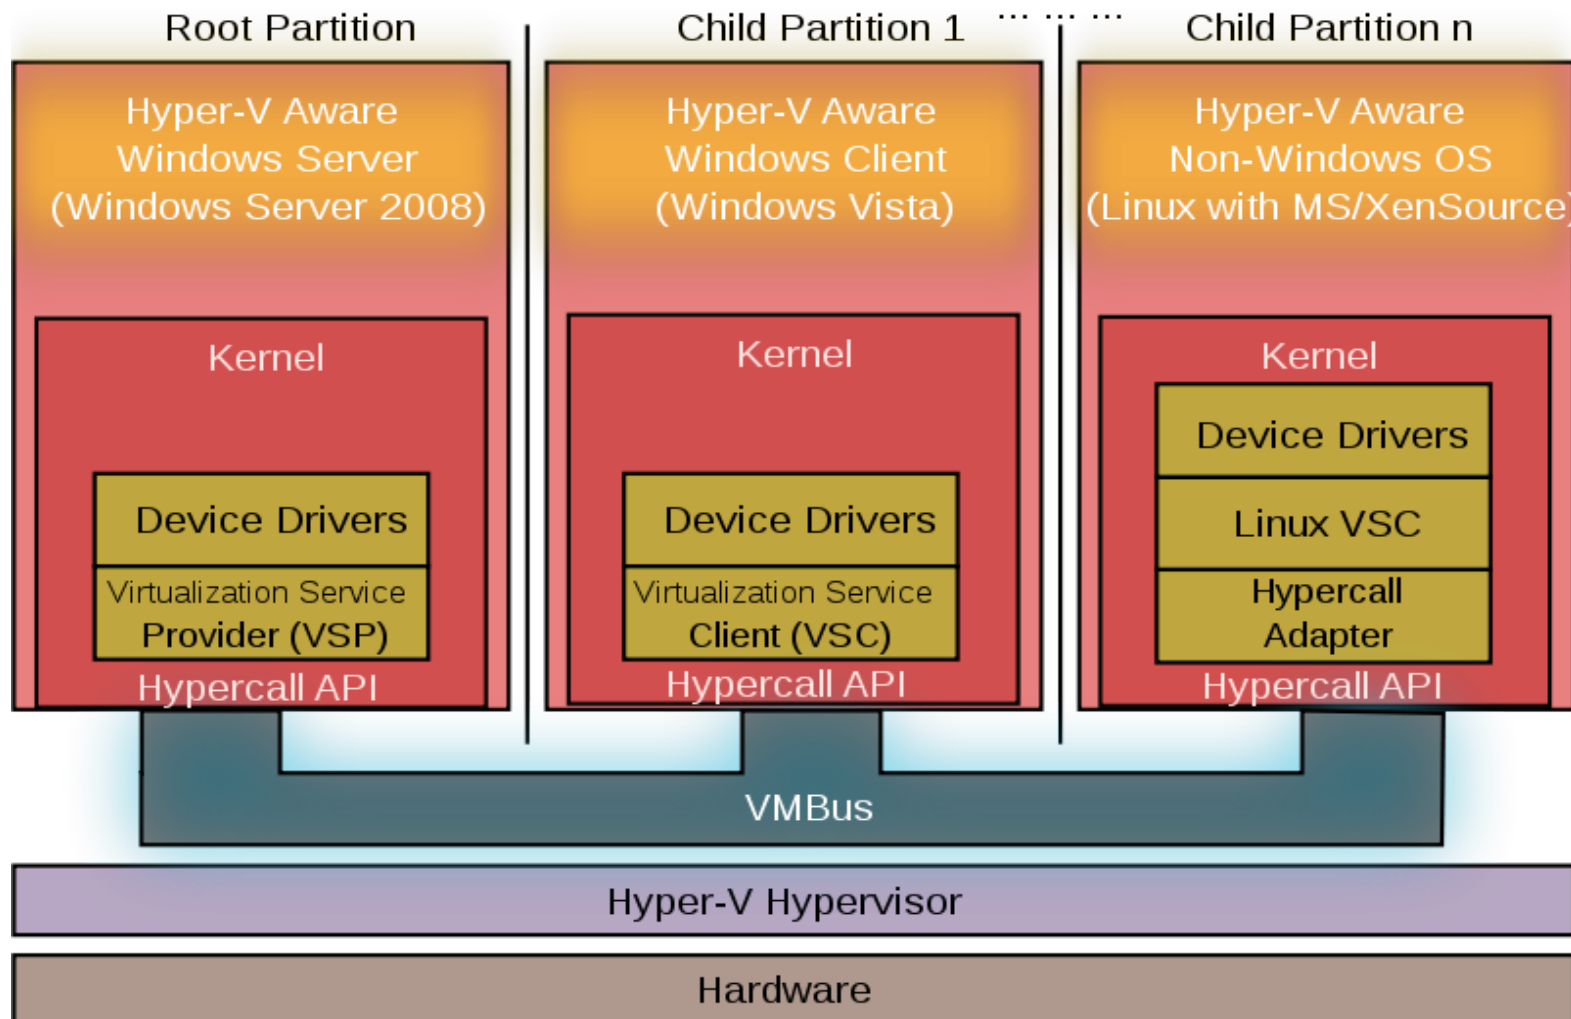 Root Partition
Child Partition 1
... ... ...
Child Partition n
Hyper-V Aware
Windows Server
(Windows Server 2008)
Hyper-V Aware
Windows Client
(Windows Vista)
Hyper-V Aware
Non-Windows OS
(Linux with MS/XenSource)
Kernel
Device Drivers
Virtualization Service
Provider (VSP)
Hypercall API
Kernel
Device Drivers
Virtualization Service
Client (VSC)
Hypercall API
Kernel
Device Drivers
Linux VSC
Hypercall
Adapter
Hypercall API
VMBus
Hyper-V Hypervisor
Hardware